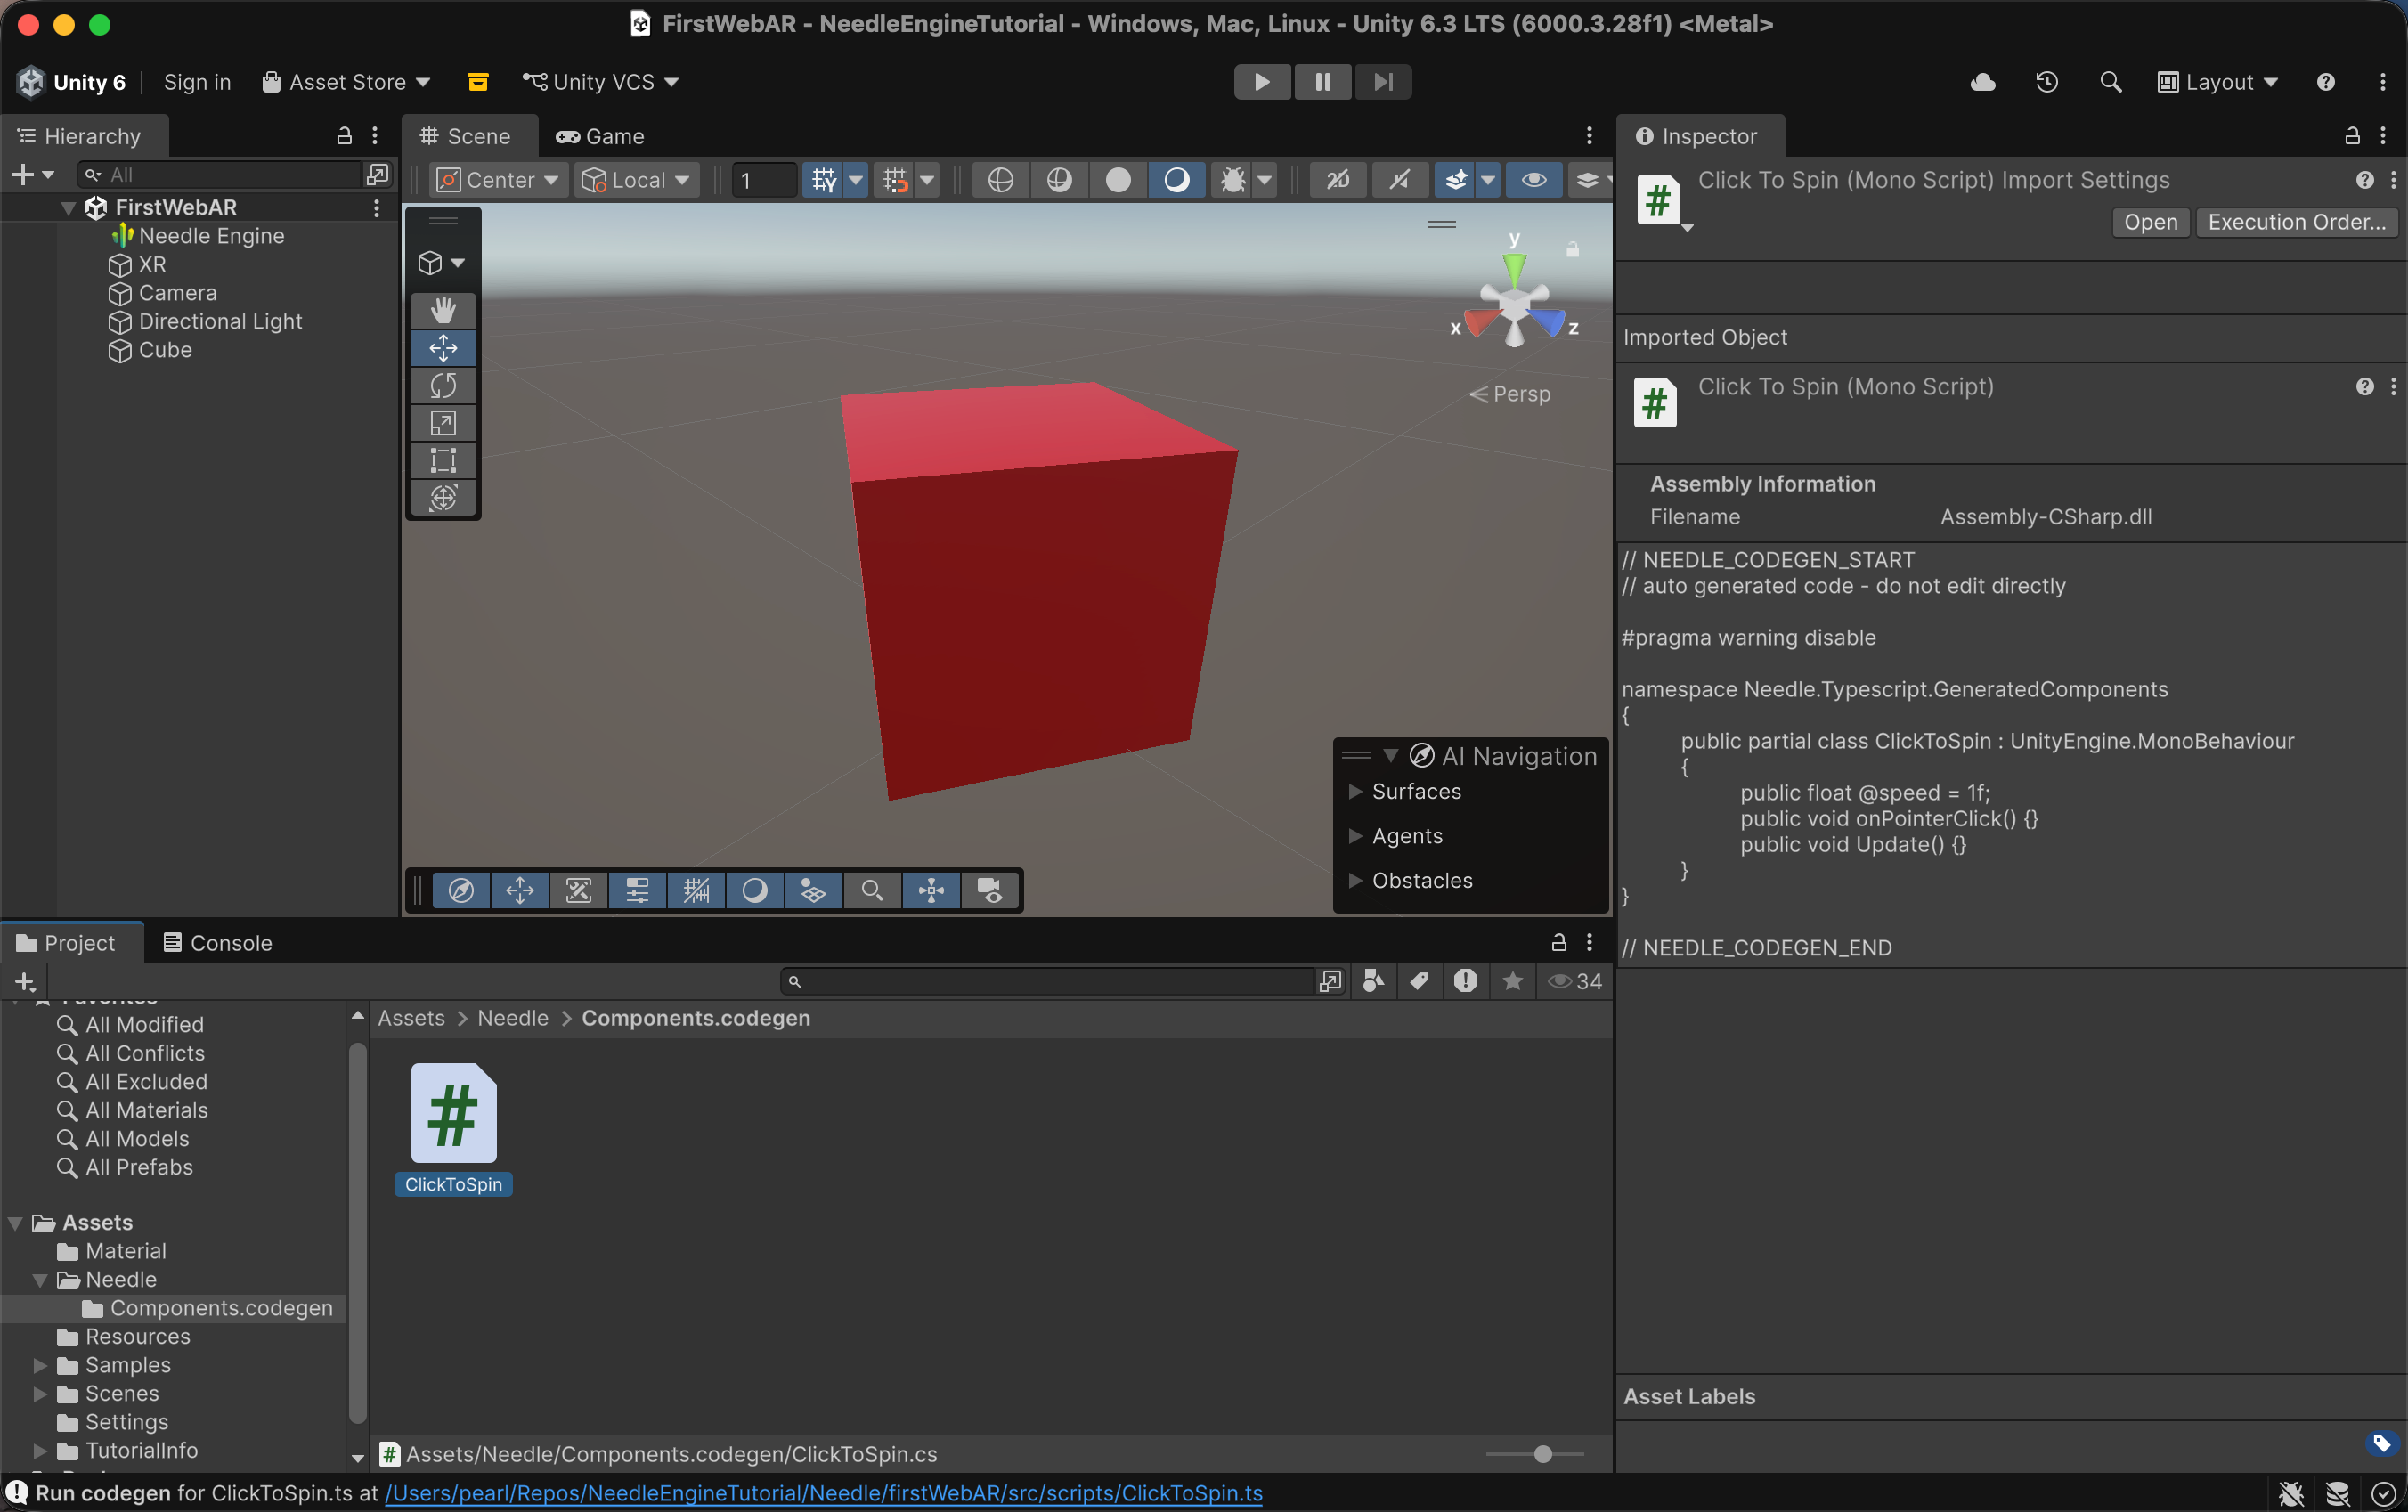 FirstWebAR - NeedleEngineTutorial - Windows, Mac, Linux - Unity 6.3 LTS (6000.3.28f1) <Metal>
Unity 6
Sign in
Asset Store
Unity VCS
Layout
Hierarchy
All
FirstWebAR
Needle Engine
XR
Camera
Directional Light
Cube
Scene
Game
Center
Local
1
2D
y
x
z
Persp
AI Navigation
Surfaces
Agents
Obstacles
Inspector
Click To Spin (Mono Script) Import Settings
Open
Execution Order...
Imported Object
Click To Spin (Mono Script)
Assembly Information
Filename Assembly-CSharp.dll
// NEEDLE_CODEGEN_START
// auto generated code - do not edit directly
#pragma warning disable
namespace Needle.Typescript.GeneratedComponents
{
public partial class ClickToSpin : UnityEngine.MonoBehaviour
{
public float @speed = 1f;
public void onPointerClick() {}
public void Update() {}
}
}
// NEEDLE_CODEGEN_END
Asset Labels
Project
Console
34
Favorites
All Modified
All Conflicts
All Excluded
All Materials
All Models
All Prefabs
Assets
Material
Needle
Components.codegen
Resources
Samples
Scenes
Settings
TutorialInfo
Assets > Needle > Components.codegen
#
ClickToSpin
Assets/Needle/Components.codegen/ClickToSpin.cs
Run codegen for ClickToSpin.ts at /Users/pearl/Repos/NeedleEngineTutorial/Needle/firstWebAR/src/scripts/ClickToSpin.ts